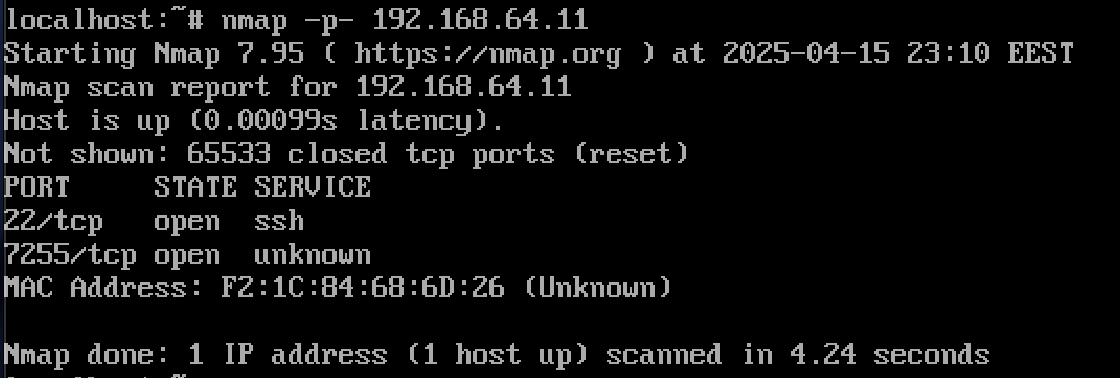 localhost:~# nmap -p- 192.168.64.11
Starting Nmap 7.95 ( https://nmap.org ) at 2025-04-15 23:10 EEST
Nmap scan report for 192.168.64.11
Host is up (0.00099s latency).
Not shown: 65533 closed tcp ports (reset)
PORT     STATE SERVICE
22/tcp   open  ssh
7255/tcp open  unknown
MAC Address: F2:1C:84:68:6D:26 (Unknown)

Nmap done: 1 IP address (1 host up) scanned in 4.24 seconds